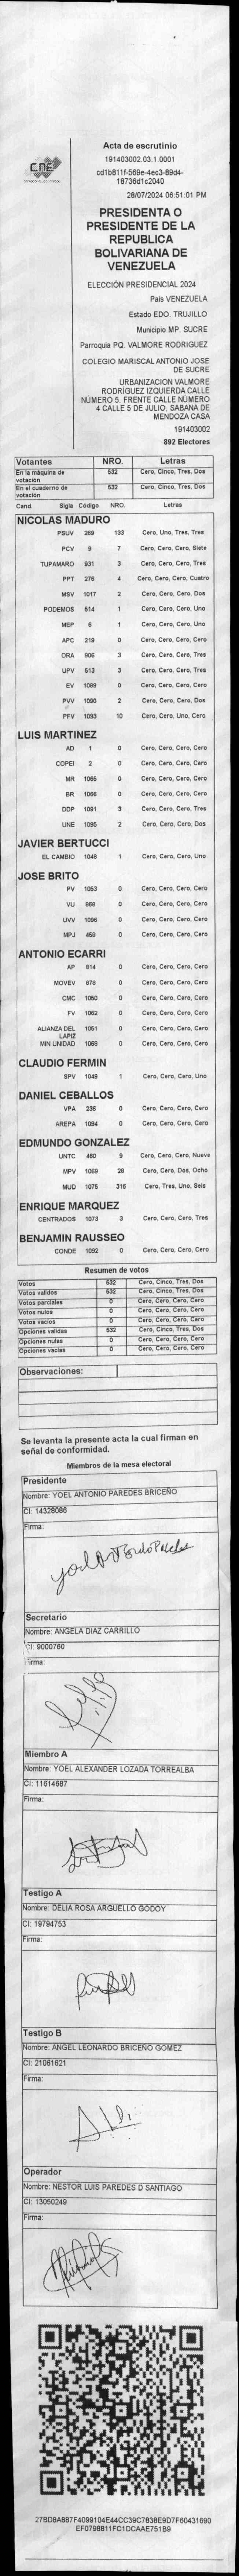 CNE
Acta de escrutinio
191403002.03.1.0001
cd1b811f-569e-4ec3-89d4-
18736d1c2040
28/07/2024 06:51:01 PM
PRESIDENTA O
PRESIDENTE DE LA
REPUBLICA
BOLIVARIANA DE
VENEZUELA
ELECCIÓN PRESIDENCIAL 2024
Pais VENEZUELA
Estado EDO. TRUJILLO
Municipio MP. SUCRE
Parroquia PQ. VALMORE RODRIGUEZ
COLEGIO MARISCAL ANTONIO JOSE
DE SUCRE
URBANIZACION VALMORE
RODRÍGUEZ IZQUIERDA CALLE
NÚMERO 5. FRENTE CALLE NÚMERO
4 CALLE 5 DE JULIO. SABANA DE
MENDOZA CASA
191403002
892 Electores
Votantes NRO. Letras
En la máquina de votación 532 Cero, Cinco, Tres, Dos
En el cuaderno de votación 532 Cero, Cinco, Tres, Dos
Cand. Sigla Código NRO. Letras
NICOLAS MADURO
PSUV 269 133 Cero, Uno, Tres, Tres
PCV 9 7 Cero, Cero, Cero, Siete
TUPAMARO 931 3 Cero, Cero, Cero, Tres
PPT 276 4 Cero, Cero, Cero, Cuatro
MSV 1017 2 Cero, Cero, Cero, Dos
PODEMOS 514 1 Cero, Cero, Cero, Uno
MEP 6 1 Cero, Cero, Cero, Uno
APC 219 0 Cero, Cero, Cero, Cero
ORA 906 3 Cero, Cero, Cero, Tres
UPV 513 3 Cero, Cero, Cero, Tres
EV 1089 0 Cero, Cero, Cero, Cero
PVV 1090 2 Cero, Cero, Cero, Dos
PFV 1093 10 Cero, Cero, Uno, Cero
LUIS MARTINEZ
AD 1 0 Cero, Cero, Cero, Cero
COPEI 2 0 Cero, Cero, Cero, Cero
MR 1065 0 Cero, Cero, Cero, Cero
BR 1066 0 Cero, Cero, Cero, Cero
DDP 1091 3 Cero, Cero, Cero, Tres
UNE 1095 2 Cero, Cero, Cero, Dos
JAVIER BERTUCCI
EL CAMBIO 1048 1 Cero, Cero, Cero, Uno
JOSE BRITO
PV 1053 0 Cero, Cero, Cero, Cero
VU 968 0 Cero, Cero, Cero, Cero
UVV 1096 0 Cero, Cero, Cero, Cero
MPJ 458 0 Cero, Cero, Cero, Cero
ANTONIO ECARRI
AP 814 0 Cero, Cero, Cero, Cero
MOVEV 878 0 Cero, Cero, Cero, Cero
CMC 1050 0 Cero, Cero, Cero, Cero
FV 1062 0 Cero, Cero, Cero, Cero
ALIANZA DEL LAPIZ 1051 0 Cero, Cero, Cero, Cero
MIN UNIDAD 1058 0 Cero, Cero, Cero, Cero
CLAUDIO FERMIN
SPV 1049 1 Cero, Cero, Cero, Uno
DANIEL CEBALLOS
VPA 236 0 Cero, Cero, Cero, Cero
AREPA 1094 0 Cero, Cero, Cero, Cero
EDMUNDO GONZALEZ
UNTC 460 9 Cero, Cero, Cero, Nueve
MPV 1069 28 Cero, Cero, Dos, Ocho
MUD 1075 316 Cero, Tres, Uno, Seis
ENRIQUE MARQUEZ
CENTRADOS 1073 3 Cero, Cero, Cero, Tres
BENJAMIN RAUSSEO
CONDE 1092 0 Cero, Cero, Cero, Cero
Resumen de votos
Votos 532 Cero, Cinco, Tres, Dos
Votos validos 532 Cero, Cinco, Tres, Dos
Votos parciales 0 Cero, Cero, Cero, Cero
Votos nulos 0 Cero, Cero, Cero, Cero
Votos vacios 0 Cero, Cero, Cero, Cero
Opciones validas 532 Cero, Cinco, Tres, Dos
Opciones nulas 0 Cero, Cero, Cero, Cero
Opciones vacias 0 Cero, Cero, Cero, Cero
Observaciones:
Se levanta la presente acta la cual firman en
señal de conformidad.
Miembros de la mesa electoral
Presidente
Nombre: YOEL ANTONIO PAREDES BRICEÑO
CI: 14328086
Firma:
Secretario
Nombre: ANGELA DIAZ CARRILLO
CI: 9000760
Firma:
Miembro A
Nombre: YOEL ALEXANDER LOZADA TORREALBA
CI: 11614687
Firma:
Testigo A
Nombre: DELIA ROSA ARGUELLO GODOY
CI: 19794753
Firma:
Testigo B
Nombre: ANGEL LEONARDO BRICEÑO GOMEZ
CI: 21061621
Firma:
Operador
Nombre: NESTOR LUIS PAREDES D SANTIAGO
CI: 13050249
Firma:
27BD8A887F4099104E44CC39C7838E9D7F60431690
EF0798811FC1DCAAE751B9